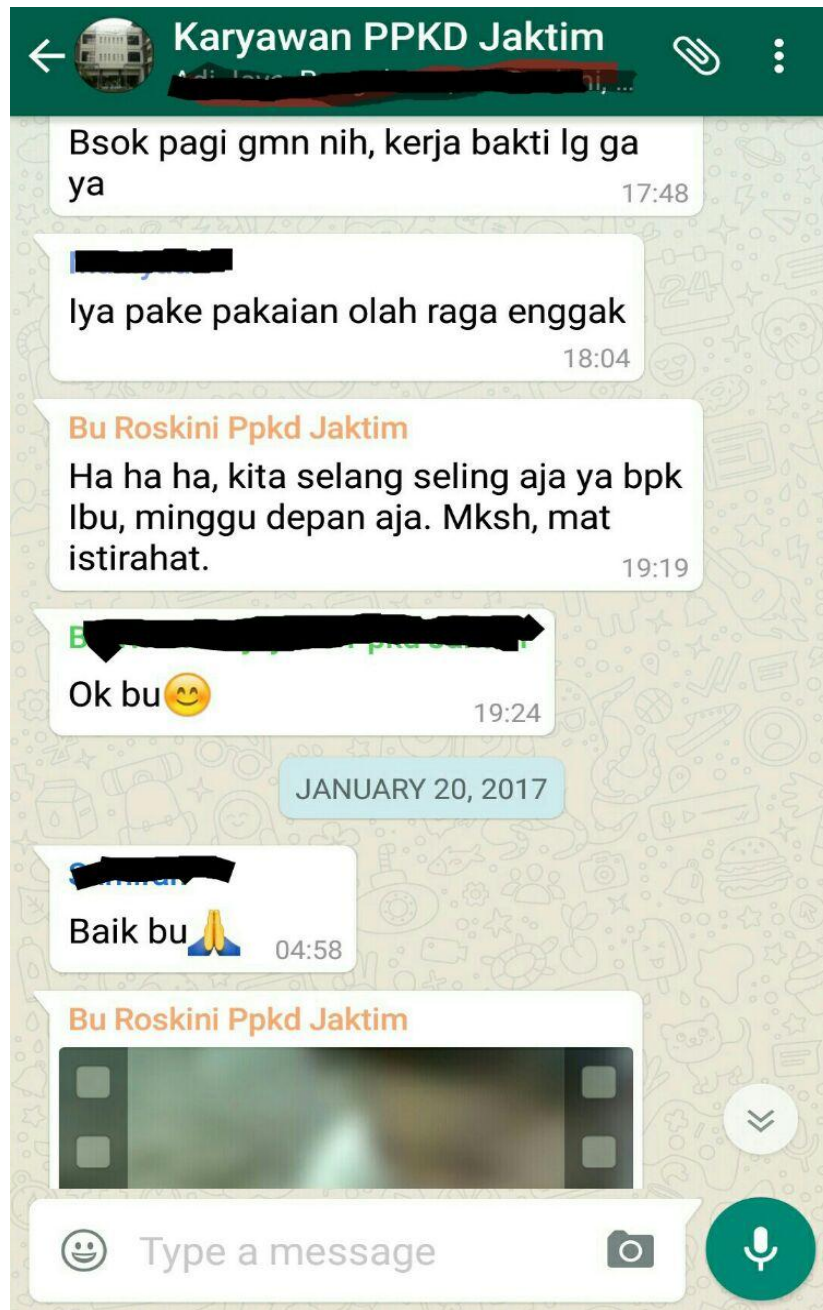 Karyawan PPKD Jaktim
Bsok pagi gmn nih, kerja bakti lg ga
ya
17:48
Iya pake pakaian olah raga enggak
18:04
Bu Roskini Ppkd Jaktim
Ha ha ha, kita selang seling aja ya bpk
Ibu, minggu depan aja. Mksh, mat
istirahat.
19:19
Ok bu😊
19:24
JANUARY 20, 2017
Baik bu🙏
04:58
Bu Roskini Ppkd Jaktim
Type a message